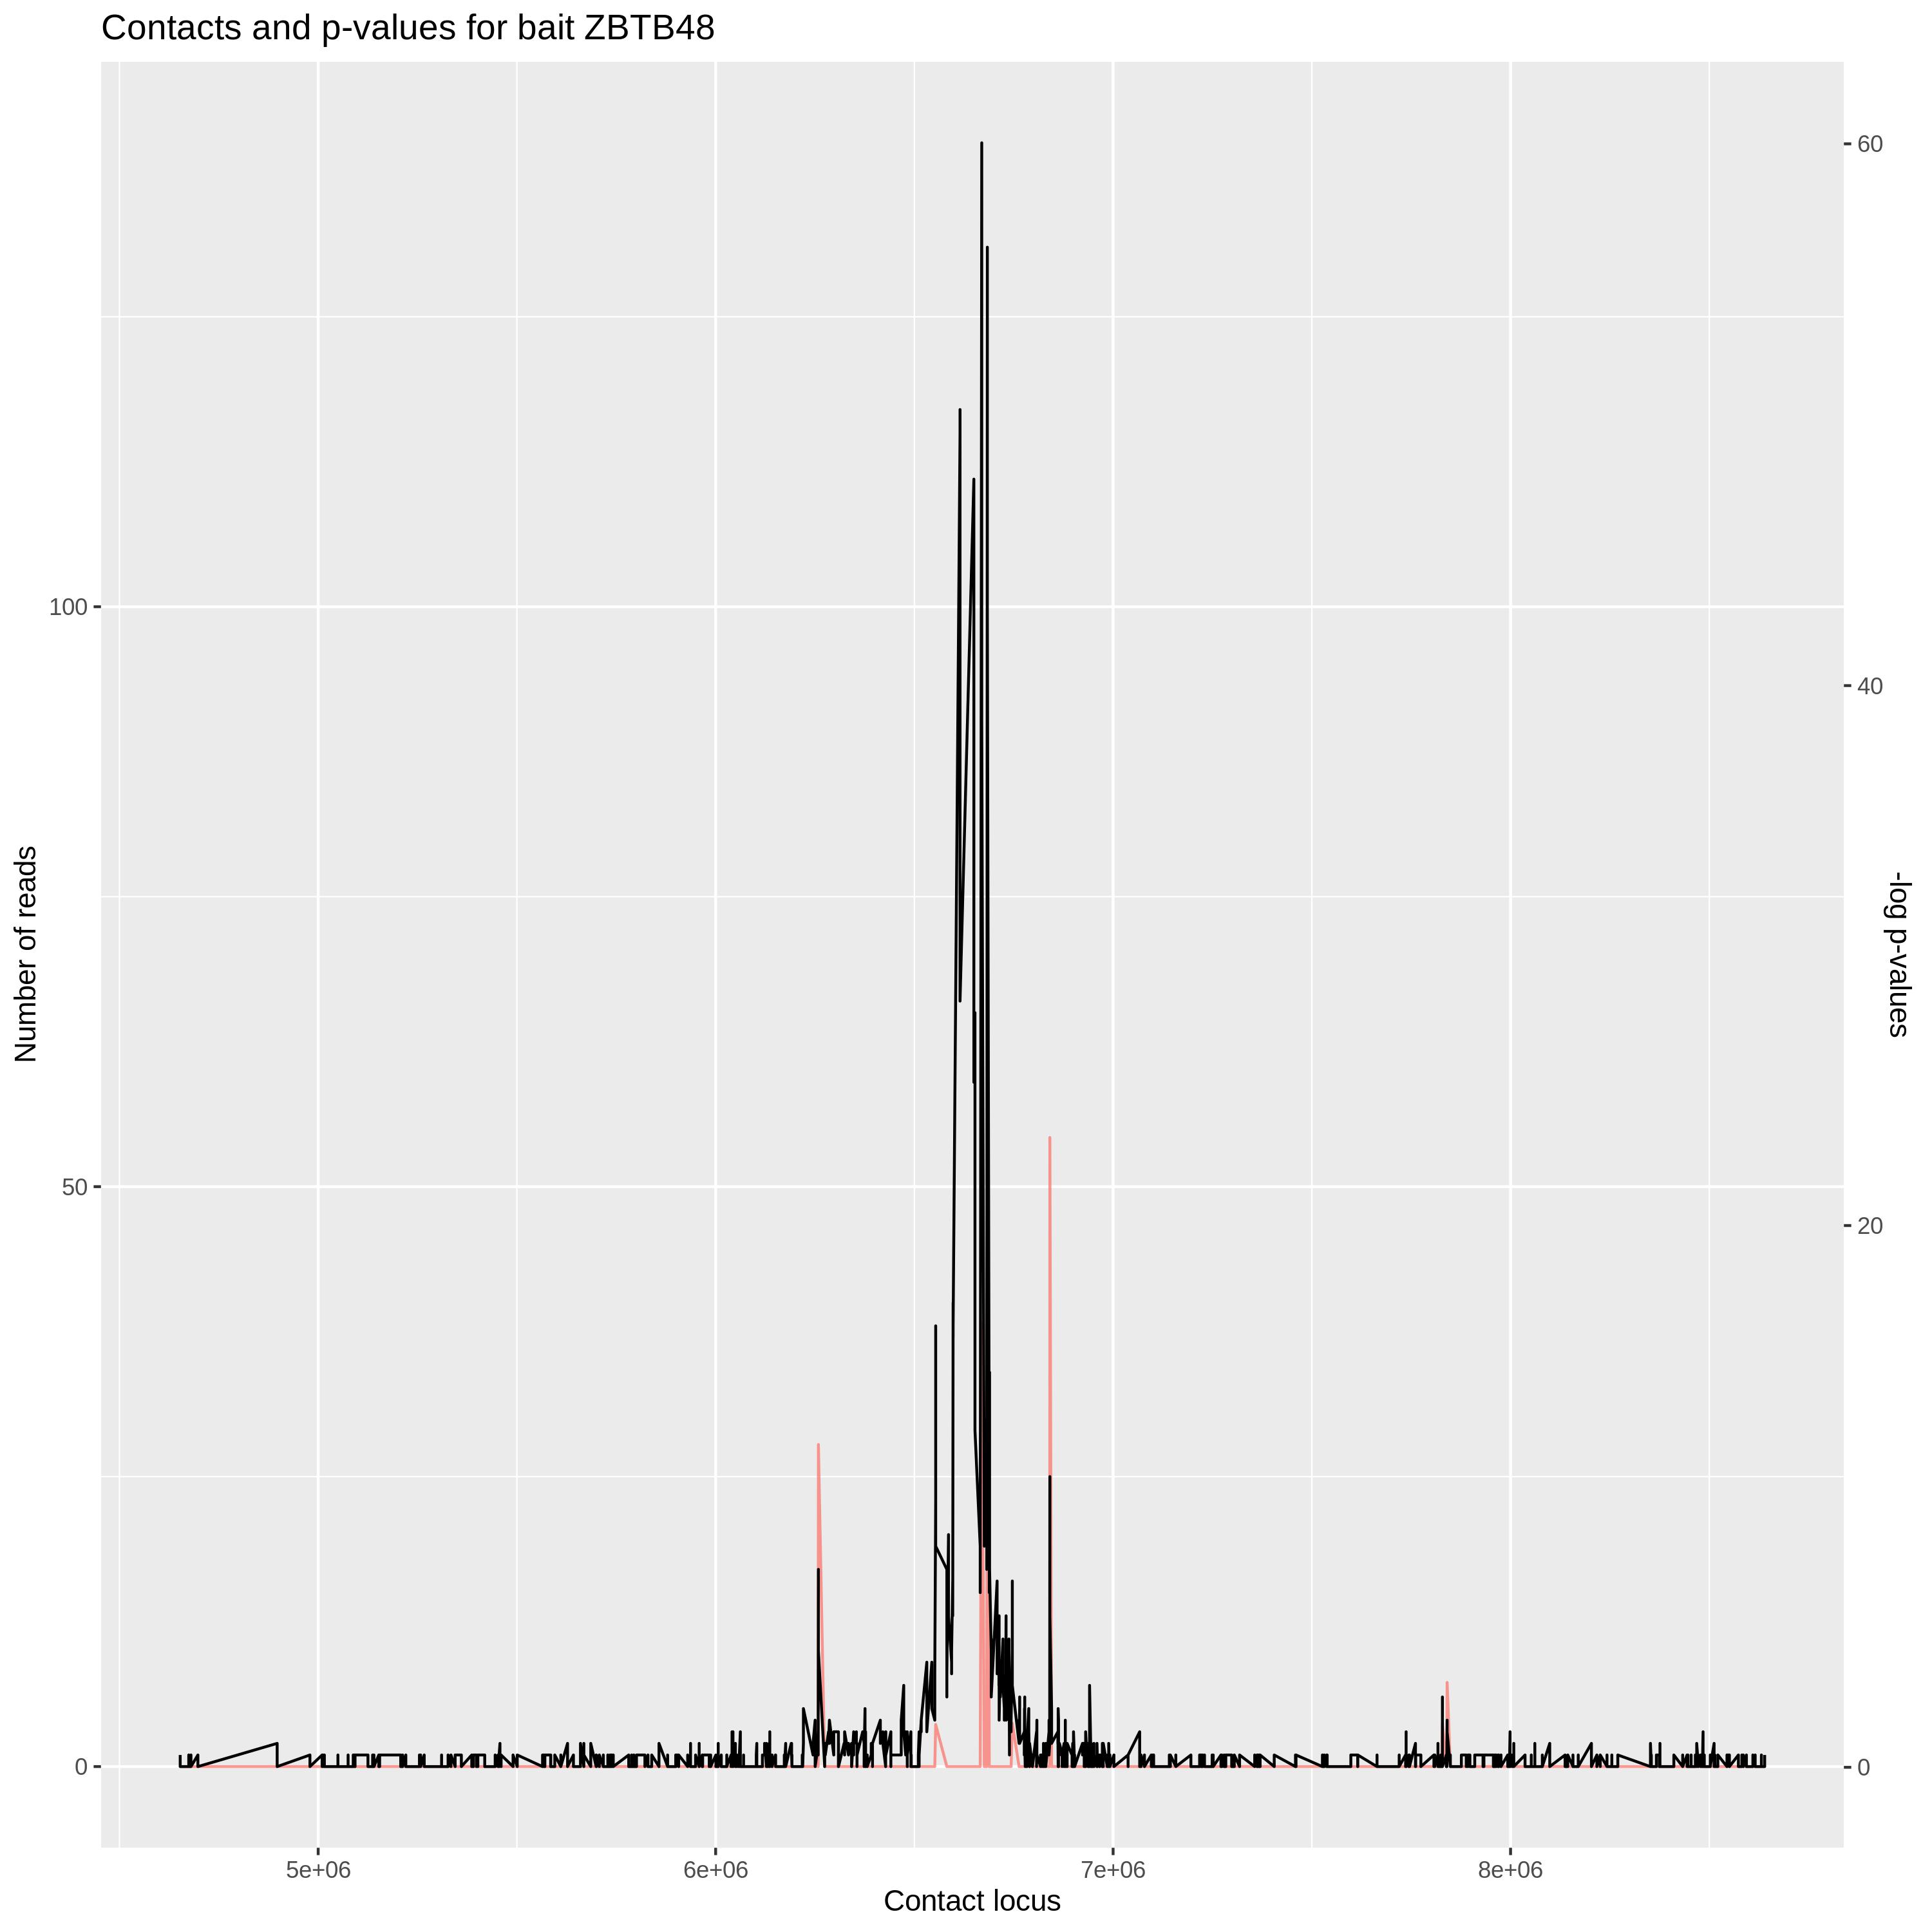 Contacts and p-values for bait ZBTB48
Number of reads
100
50
0
60
40
20
0
-log p-values
5e+06
6e+06
7e+06
8e+06
Contact locus